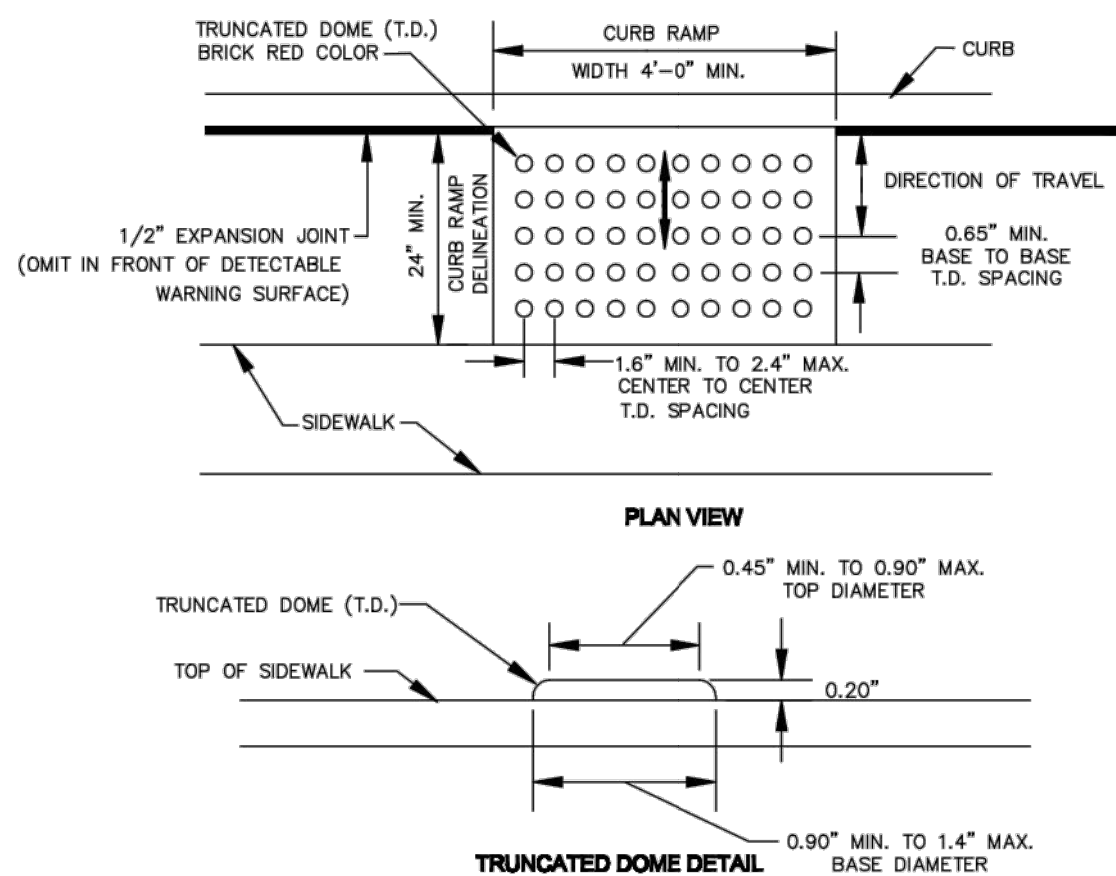 TRUNCATED DOME (T.D.)
BRICK RED COLOR
CURB RAMP
WIDTH 4'-0" MIN.
CURB
24" MIN.
CURB RAMP
DELINEATION
DIRECTION OF TRAVEL
1/2" EXPANSION JOINT
(OMIT IN FRONT OF DETECTABLE
WARNING SURFACE)
0.65" MIN.
BASE TO BASE
T.D. SPACING
1.6" MIN. TO 2.4" MAX.
CENTER TO CENTER
T.D. SPACING
SIDEWALK
PLAN VIEW
0.45" MIN. TO 0.90" MAX.
TOP DIAMETER
TRUNCATED DOME (T.D.)
TOP OF SIDEWALK
0.20"
0.90" MIN. TO 1.4" MAX.
BASE DIAMETER
TRUNCATED DOME DETAIL